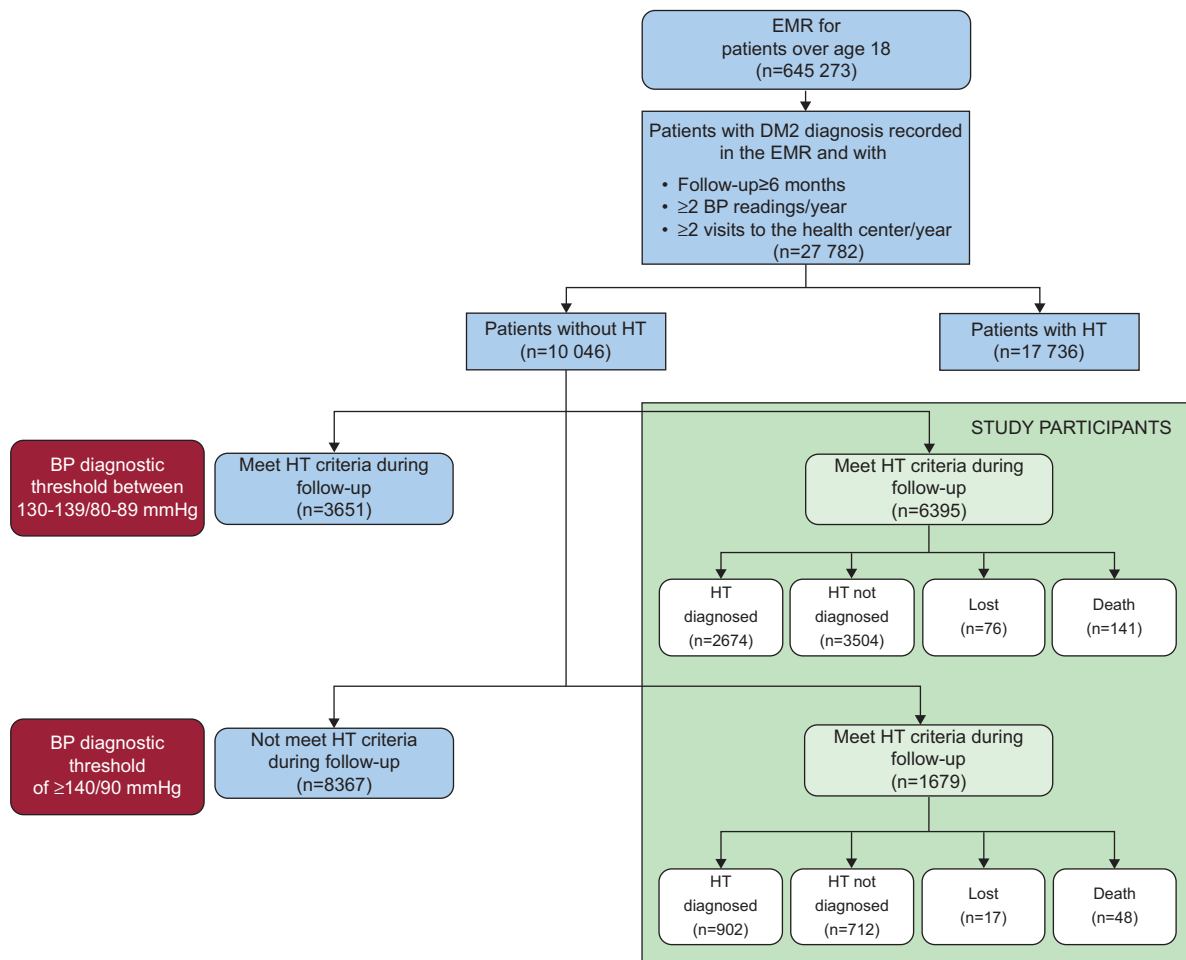 EMR for
patients over age 18
(n=645 273)
Patients with DM2 diagnosis recorded
in the EMR and with
• Follow-up≥6 months
• ≥2 BP readings/year
• ≥2 visits to the health center/year
(n=27 782)
Patients without HT
(n=10 046)
Patients with HT
(n=17 736)
STUDY PARTICIPANTS
BP diagnostic
threshold between
130-139/80-89 mmHg
Meet HT criteria during
follow-up
(n=3651)
Meet HT criteria during
follow-up
(n=6395)
HT
diagnosed
(n=2674)
HT not
diagnosed
(n=3504)
Lost
(n=76)
Death
(n=141)
BP diagnostic
threshold
of ≥140/90 mmHg
Not meet HT criteria
during follow-up
(n=8367)
Meet HT criteria during
follow-up
(n=1679)
HT
diagnosed
(n=902)
HT not
diagnosed
(n=712)
Lost
(n=17)
Death
(n=48)